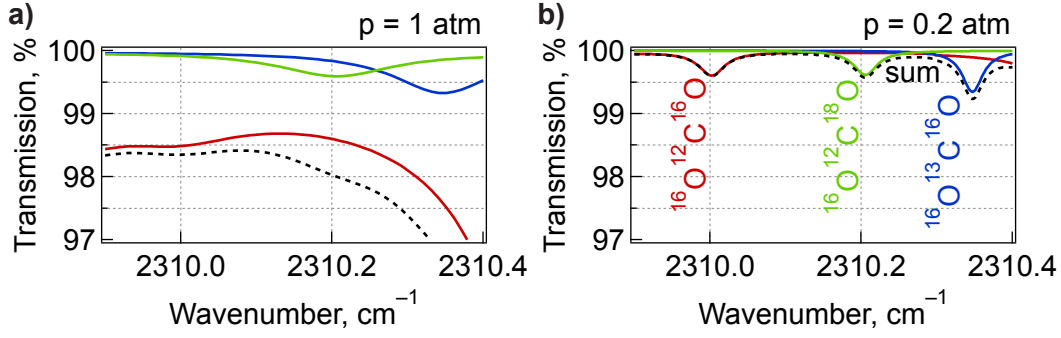 a)
p = 1 atm
Transmission, %
100
99
98
97
2310.0
2310.2
2310.4
Wavenumber, cm⁻¹
b)
p = 0.2 atm
Transmission, %
100
99
98
97
sum
¹⁶O¹²C¹⁶O
¹⁶O¹²C¹⁸O
¹⁶O¹³C¹⁶O
2310.0
2310.2
2310.4
Wavenumber, cm⁻¹